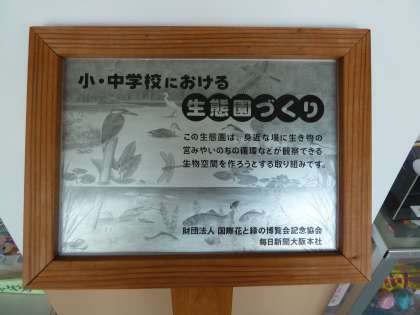 小・中学校における
生態園づくり
この生態園は、身近な場に生き物の
営みやいのちの循環などが観察できる
生物空間を作ろうとする取り組みです。
財団法人 国際花と緑の博覧会記念協会
毎日新聞大阪本社